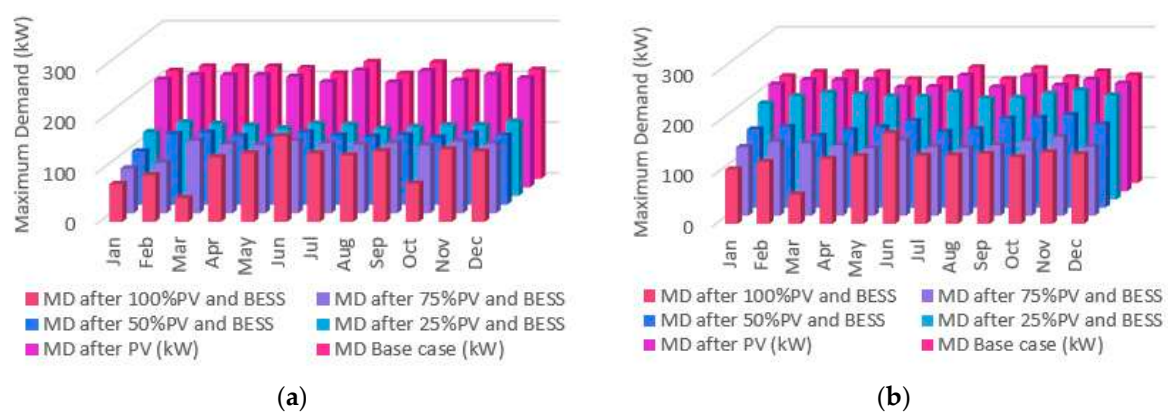 Maximum Demand (kW)
300
200
100
0
Jan
Feb
Mar
Apr
May
Jun
Jul
Aug
Sep
Oct
Nov
Dec
MD after 100%PV and BESS
MD after 75%PV and BESS
MD after 50%PV and BESS
MD after 25%PV and BESS
MD after PV (kW)
MD Base case (kW)
(a)
Maximum Demand (kW)
300
200
100
0
Jan
Feb
Mar
Apr
May
Jun
Jul
Aug
Sep
Oct
Nov
Dec
MD after 100%PV and BESS
MD after 75%PV and BESS
MD after 50%PV and BESS
MD after 25%PV and BESS
MD after PV (kW)
MD Base case (kW)
(b)